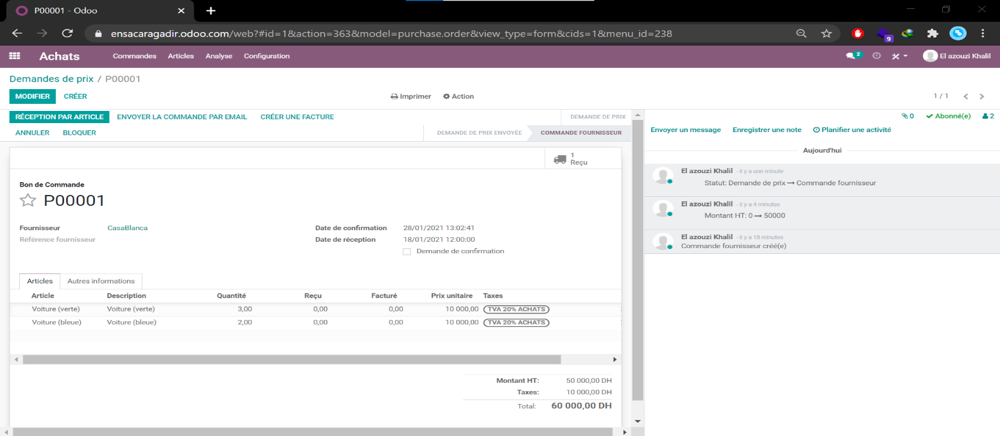 P00001 - Odoo
ensacaragadir.odoo.com/web?#id=1&action=363&model=purchase.order&view_type=form&cids=1&menu_id=238
9
Achats Commandes Articles Analyse Configuration 2 El azouzi Khalil
Demandes de prix / P00001
MODIFIER CRÉER Imprimer Action 1 / 1
RÉCEPTION PAR ARTICLE ENVOYER LA COMMANDE PAR EMAIL CRÉER UNE FACTURE DEMANDE DE PRIX
ANNULER BLOQUER DEMANDE DE PRIX ENVOYÉE COMMANDE FOURNISSEUR
1
Reçu
Bon de Commande
P00001
Fournisseur CasaBlanca Date de confirmation 28/01/2021 13:02:41
Référence fournisseur Date de réception 18/01/2021 12:00:00
Demande de confirmation
Articles Autres informations
Article Description Quantité Reçu Facturé Prix unitaire Taxes
Voiture (verte) Voiture (verte) 3,00 0,00 0,00 10 000,00 TVA 20% ACHATS
Voiture (bleue) Voiture (bleue) 2,00 0,00 0,00 10 000,00 TVA 20% ACHATS
Montant HT: 50 000,00 DH
Taxes: 10 000,00 DH
Total: 60 000,00 DH
0 Abonné(e) 2
Envoyer un message Enregistrer une note Planifier une activité
Aujourd'hui
El azouzi Khalil - il y a une minute
Statut: Demande de prix → Commande fournisseur
El azouzi Khalil - il y a 4 minutes
Montant HT: 0 → 50000
El azouzi Khalil - il y a 18 minutes
Commande fournisseur créé(e)